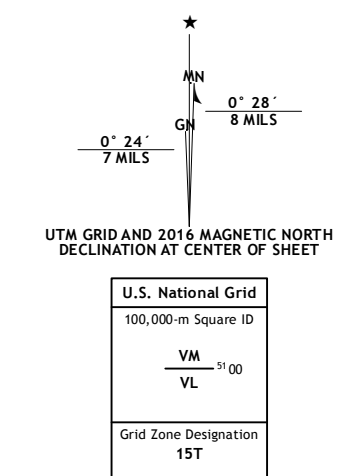 ★
MN
0° 28´
8 MILS
GN
0° 24´
7 MILS
UTM GRID AND 2016 MAGNETIC NORTH
DECLINATION AT CENTER OF SHEET
U.S. National Grid
100,000-m Square ID
VM
51 00
VL
Grid Zone Designation
15T